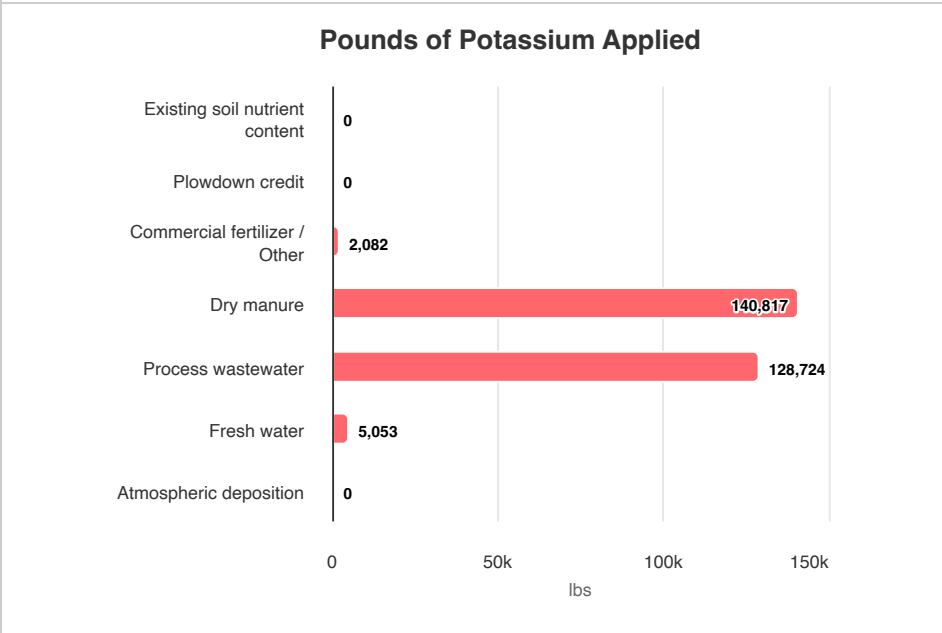 Pounds of Potassium Applied
Existing soil nutrient
content
0
Plowdown credit
0
Commercial fertilizer /
Other
2,082
Dry manure
140,817
Process wastewater
128,724
Fresh water
5,053
Atmospheric deposition
0
0
50k
100k
150k
lbs